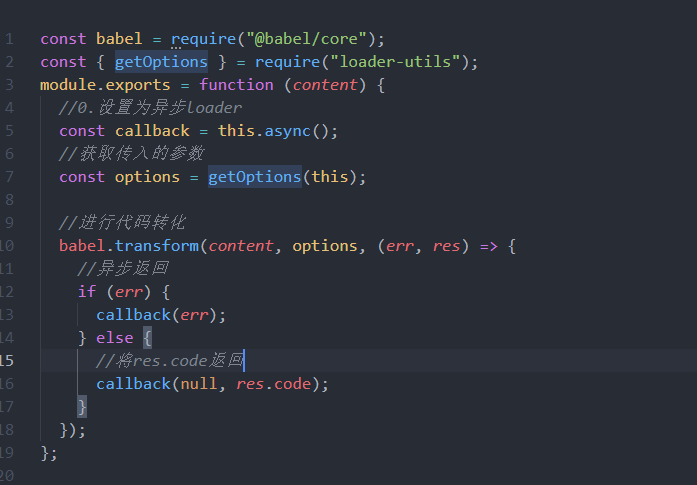 1 const babel = require("@babel/core");
2 const { getOptions } = require("loader-utils");
3 module.exports = function (content) {
4 //0.设置为异步loader
5 const callback = this.async();
6 //获取传入的参数
7 const options = getOptions(this);
8
9 //进行代码转化
10 babel.transform(content, options, (err, res) => {
11 //异步返回
12 if (err) {
13 callback(err);
14 } else {
15 //将res.code返回
16 callback(null, res.code);
17 }
18 });
19 };
20